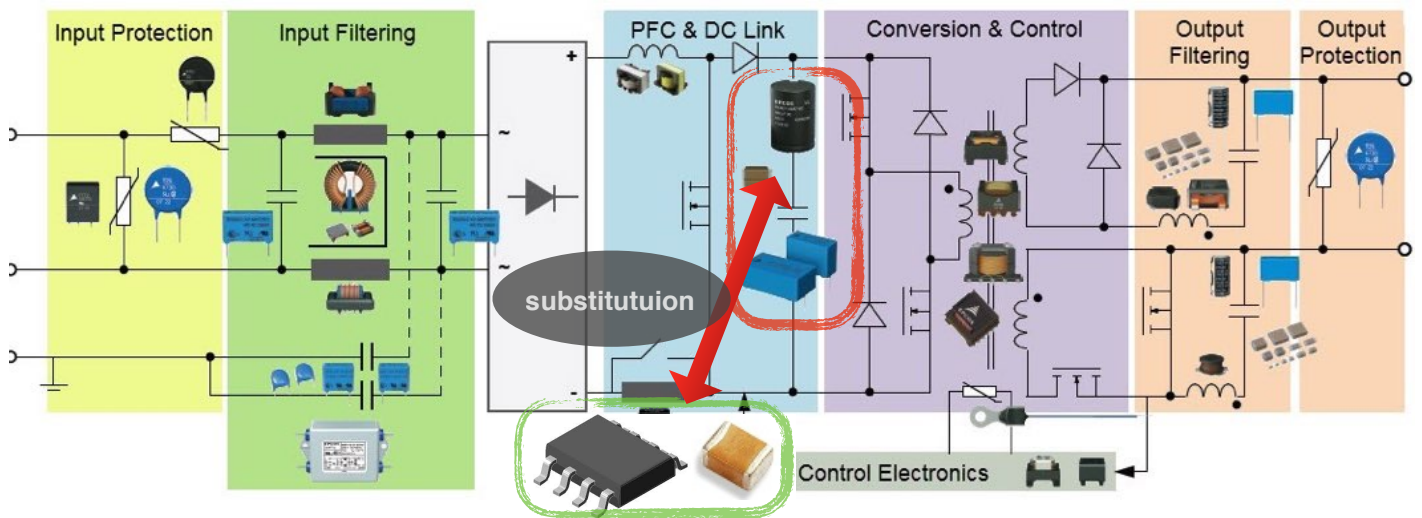 Input Protection
Input Filtering
PFC & DC Link
Conversion & Control
Output
Filtering
Output
Protection
+
~
~
-
substitutuion
Control Electronics